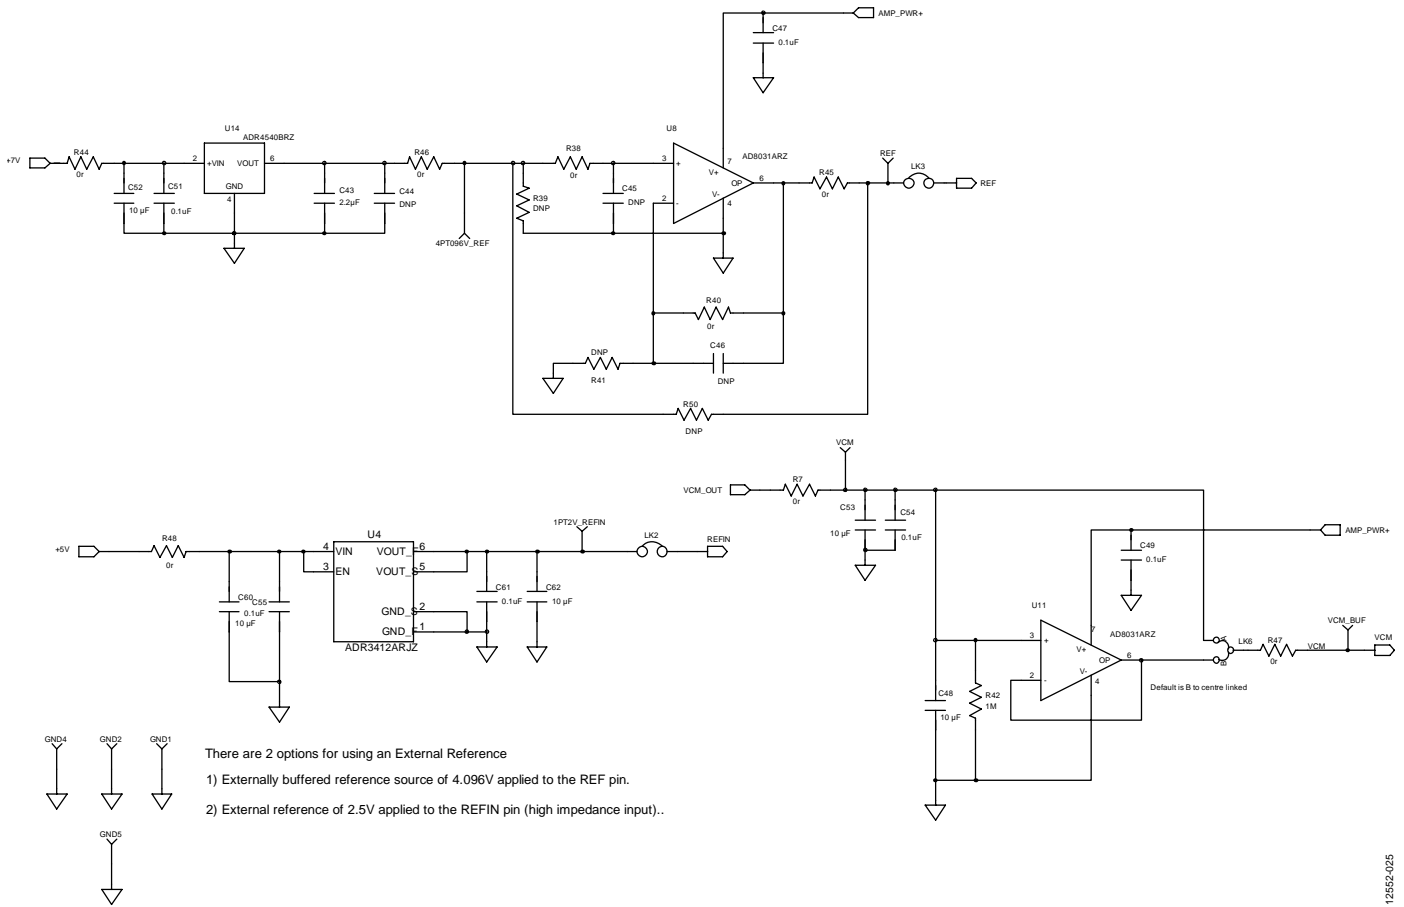 AMP_PWR+
C47
0.1uF
U14
ADR4540BRZ
U8
+7V
R44
0r
2
+VIN
VOUT
6
GND
4
C52
10 µF
C51
0.1uF
C43
2.2µF
C44
DNP
R46
0r
4PT096V_REF
R39
DNP
R38
0r
C45
DNP
3
+
2
-
7
V+
AD8031ARZ
OP
6
V-
4
R45
0r
REF
LK3
REF
R40
0r
C46
DNP
DNP
R41
R50
DNP
VCM
VCM_OUT
R7
0r
C53
10 µF
C54
0.1uF
AMP_PWR+
C49
0.1uF
U11
AD8031ARZ
3
+
2
-
7
V+
OP
6
V-
4
C48
10 µF
R42
1M
A
B
LK6
R47
0r
VCM
VCM_BUF
VCM
Default is B to centre linked
+5V
R48
0r
C60
10 µF
C55
0.1uF
U4
4
VIN
3
EN
VOUT_
6
VOUT_S
5
GND_S
2
GND_
1
ADR3412ARJZ
C61
0.1uF
C62
10 µF
1PT2V_REFIN
LK2
REFIN
GND4
GND2
GND1
GND5
There are 2 options for using an External Reference
1) Externally buffered reference source of 4.096V applied to the REF pin.
2) External reference of 2.5V applied to the REFIN pin (high impedance input)..
12552-025